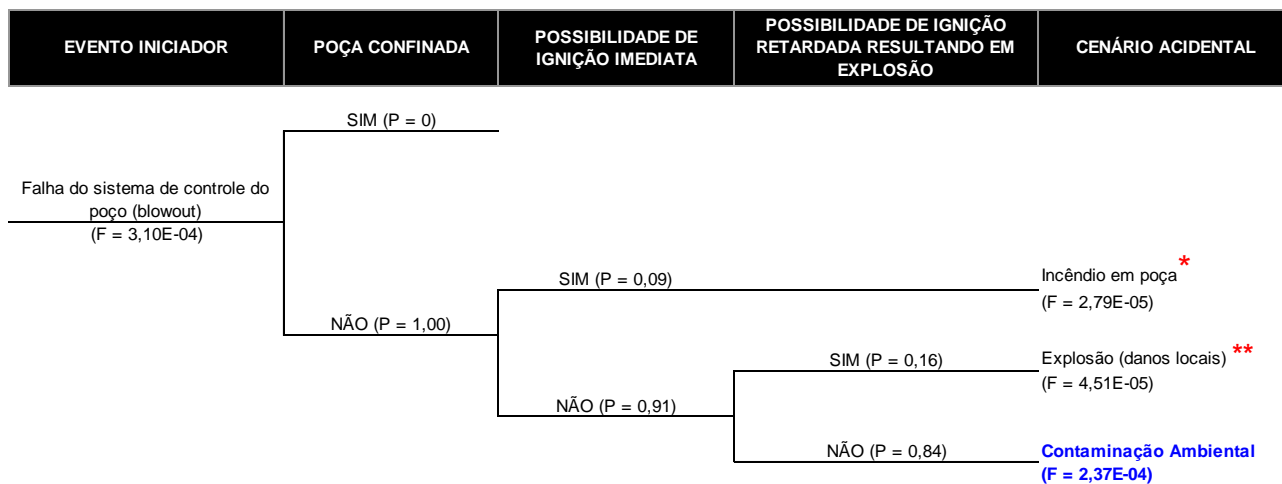 EVENTO INICIADOR
POÇA CONFINADA
POSSIBILIDADE DE
IGNIÇÃO IMEDIATA
POSSIBILIDADE DE IGNIÇÃO
RETARDADA RESULTANDO EM
EXPLOSÃO
CENÁRIO ACIDENTAL
SIM (P = 0)
Falha do sistema de controle do
poço (blowout)
(F = 3,10E-04)
SIM (P = 0,09)
Incêndio em poça *
(F = 2,79E-05)
NÃO (P = 1,00)
SIM (P = 0,16)
Explosão (danos locais) **
(F = 4,51E-05)
NÃO (P = 0,91)
NÃO (P = 0,84)
Contaminação Ambiental
(F = 2,37E-04)